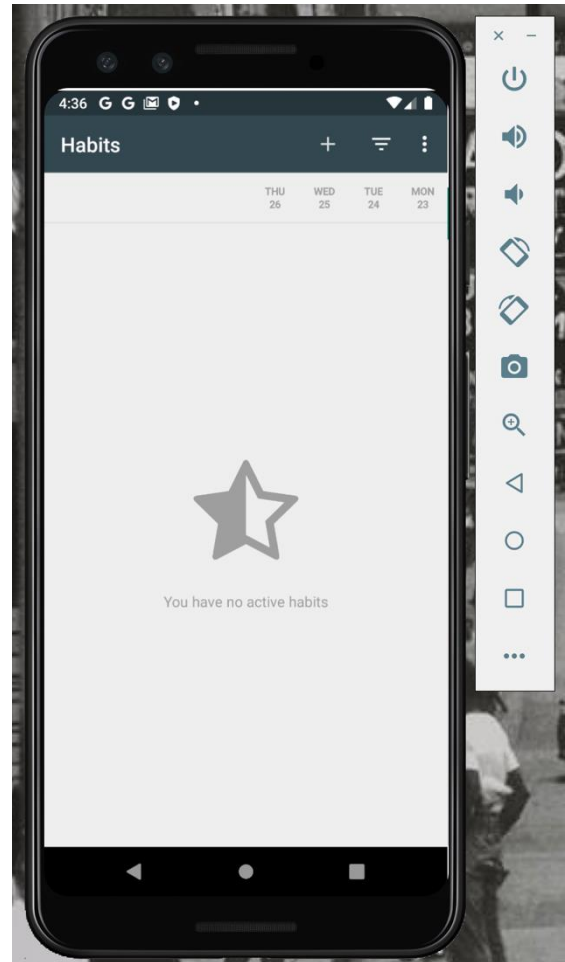 4:36 G G
Habits
THU WED TUE MON
26 25 24 23
You have no active habits